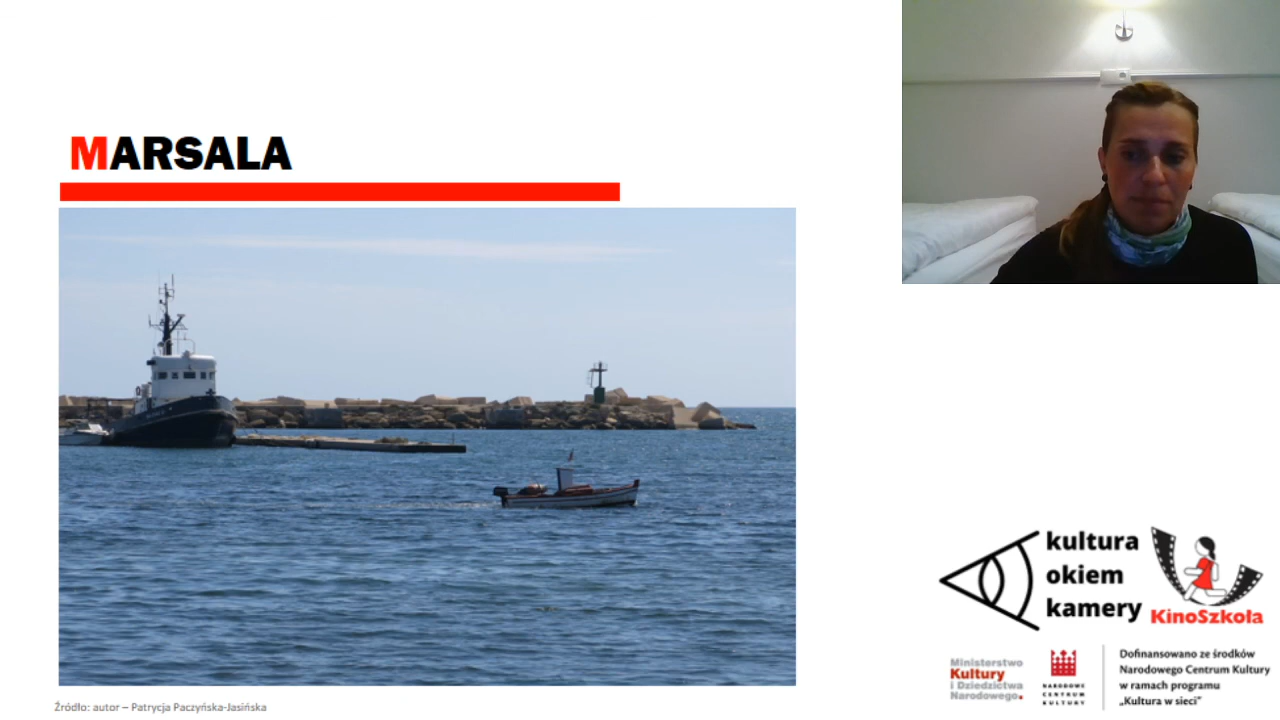 MARSALA
kultura
okiem
kamery
KinoSzkoła
Ministerstwo
Kultury
i Dziedzictwa
Narodowego.
NARODOWE
CENTRUM
KULTURY
Dofinansowano ze środków
Narodowego Centrum Kultury
w ramach programu
„Kultura w sieci”
Źródło: autor – Patrycja Paczyńska-Jasińska